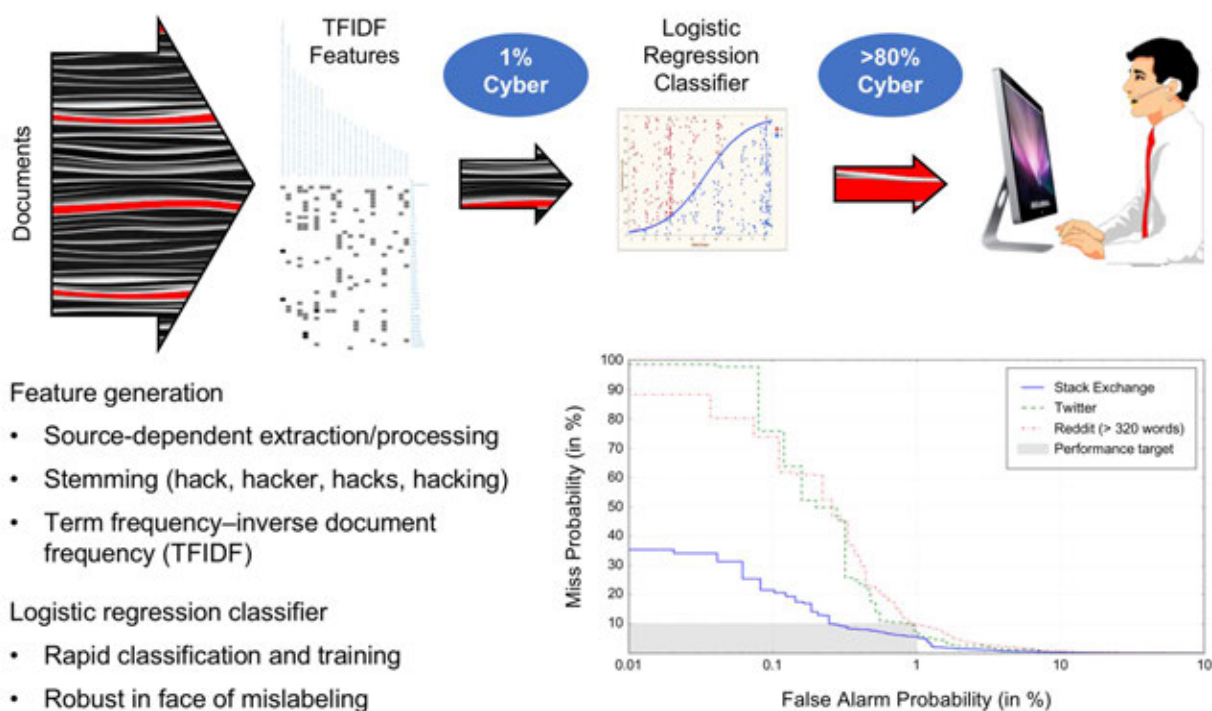 Documents
TFIDF
Features
1%
Cyber
Logistic
Regression
Classifier
>80%
Cyber
Feature generation
• Source-dependent extraction/processing
• Stemming (hack, hacker, hacks, hacking)
• Term frequency–inverse document
frequency (TFIDF)
Logistic regression classifier
• Rapid classification and training
• Robust in face of mislabeling
Miss Probability (in %)
100
90
80
70
60
50
40
30
20
10
Stack Exchange
Twitter
Reddit (> 320 words)
Performance target
0.01
0.1
1
10
10
False Alarm Probability (in %)